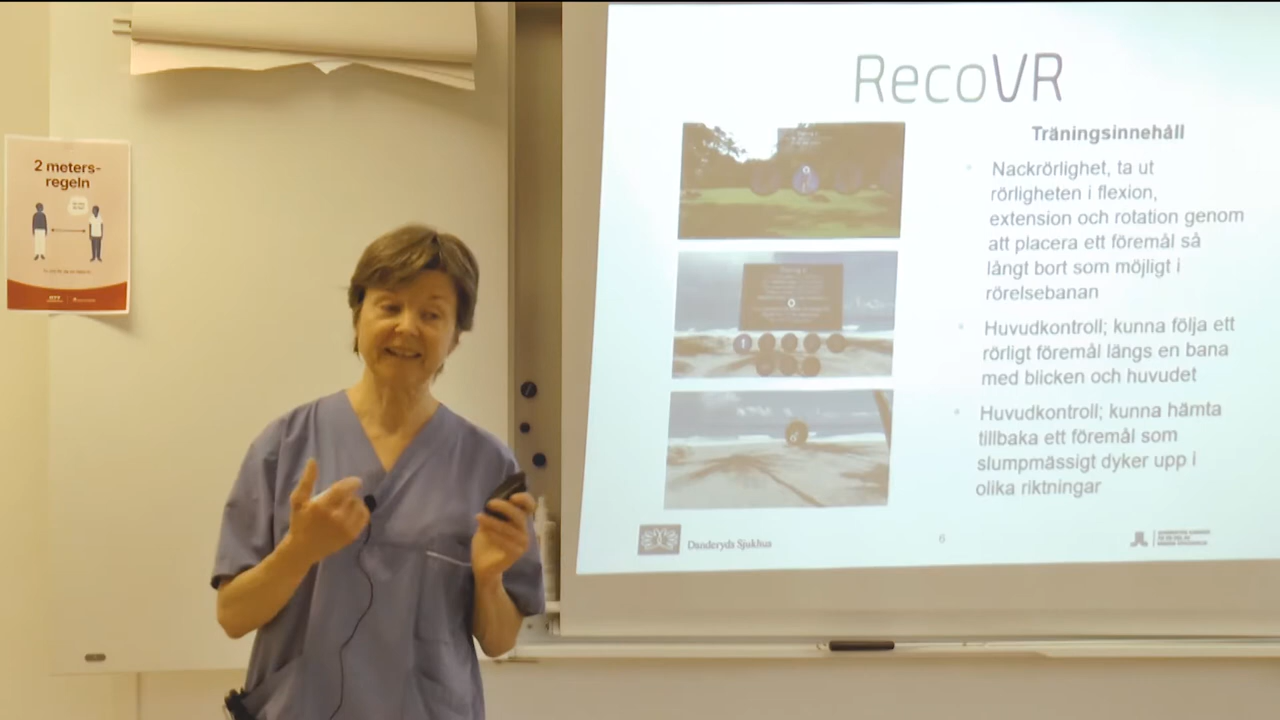 2 meters-
regeln
RecoVR
Träningsinnehåll
Nackrörlighet, ta ut
rörligheten i flexion,
extension och rotation genom
att placera ett föremål så
långt bort som möjligt i
rörelsebanan
Huvudkontroll; kunna följa ett
rörligt föremål längs en bana
med blicken och huvudet
Huvudkontroll; kunna hämta
tillbaka ett föremål som
slumpmässigt dyker upp i
olika riktningar
Danderyds Sjukhus
6